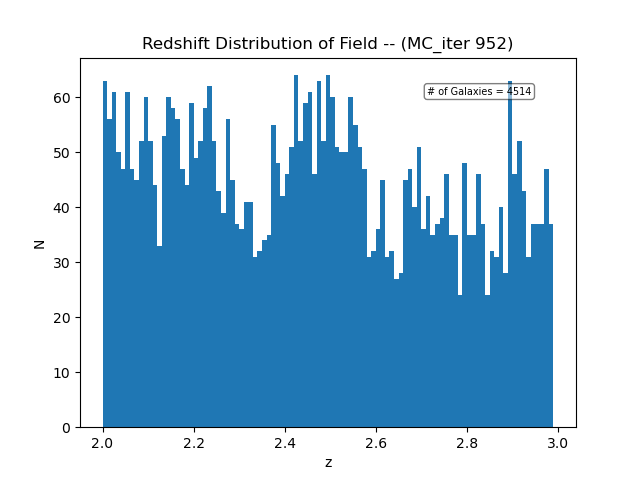 Redshift Distribution of Field -- (MC_iter 952)
# of Galaxies = 4514
60
50
40
30
20
10
0
N
2.0 2.2 2.4 2.6 2.8 3.0
z